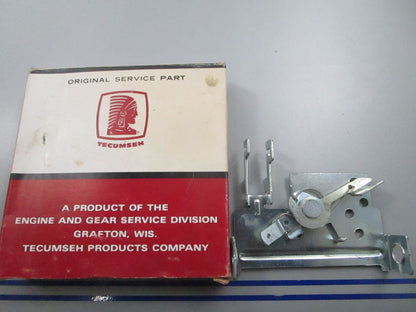 ORIGINAL SERVICE PART
TECUMSEH
A PRODUCT OF THE
ENGINE AND GEAR SERVICE DIVISION
GRAFTON, WIS.
TECUMSEH PRODUCTS COMPANY